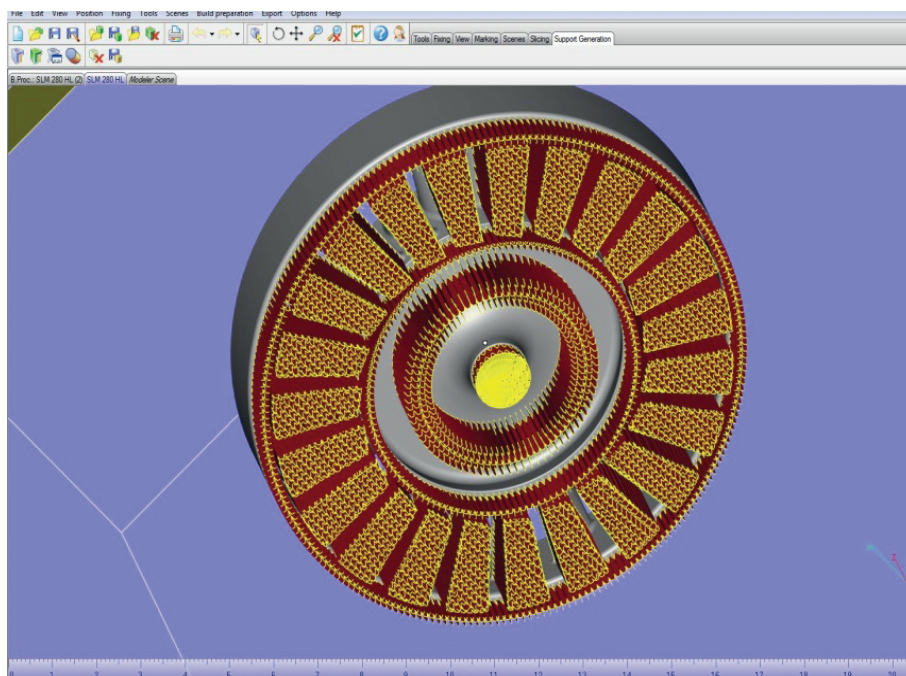 File Edit View Position Fixing Tools Scenes Build preparation Export Options Help
Tools Fixing View Marking Scenes Slicing Support Generation
B.Proc.: SLM 280 HL (2) SLM 280 HL Modeler Scene
Z
0 1 2 3 4 5 6 7 8 9 10 11 12 13 14 15 16 17 18 19 20